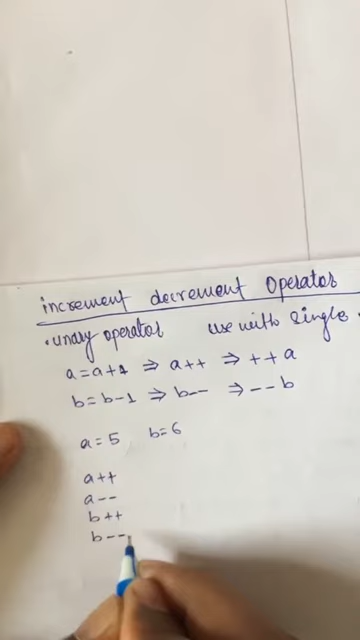 increment decrement Operator
• unary operator use with single
a=a+1 ⇒ a++ ⇒ ++a
b=b-1 ⇒ b-- ⇒ --b
a=5 b=6
a++
a--
b++
b--